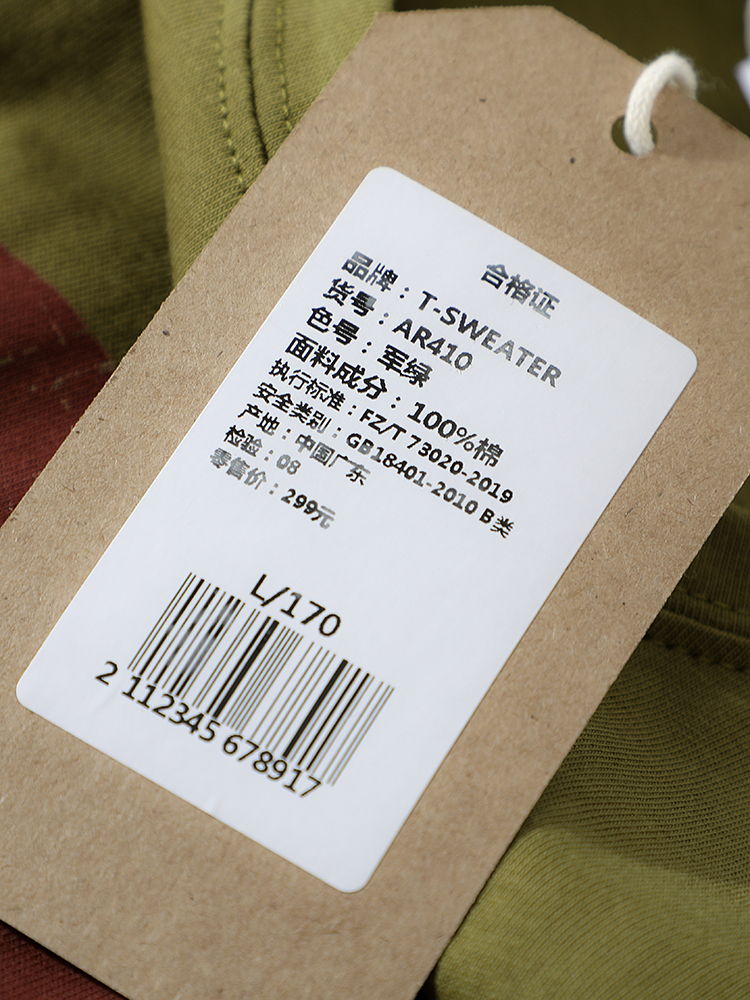 合格证
品牌：T-SWEATER
货号：AR410
色号：军绿
面料成分：100%棉
执行标准：FZ/T 73020-2019
安全类别：GB18401-2010 B类
产地：中国广东
检验：08
零售价：299元
L/170
2 112345 678917